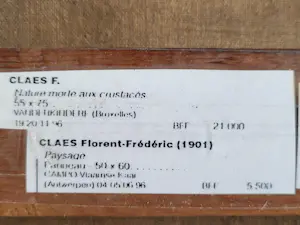 CLAES F.
Nature morte aux crustacés
55 x 75
VANDERKINDERE (Bruxelles)
19-20 11 96 BEF 21.000
CLAES Florent-Frédéric (1901)
Paysage
Panneau 50 x 60
CAMPO Vlaamse Kaai
(Antwerpen) 04 05 06 96 BEF 5.500